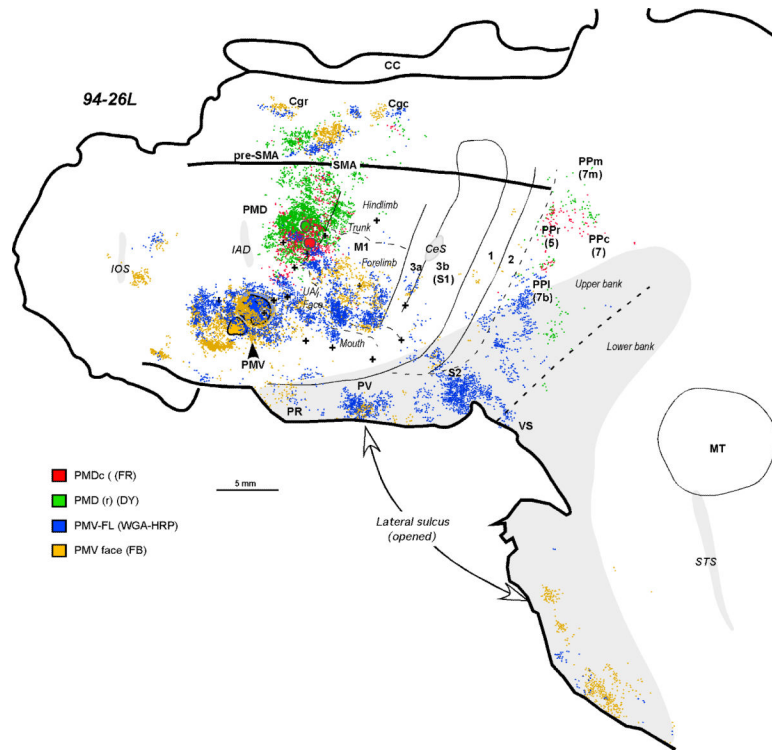 CC
94-26L
Cgr
Cgc
pre-SMA
SMA
PPm
(7m)
Hindlimb
PMD
Trunk
PPr
(5)
IAD
M1
CeS
1
2
PPc
(7)
IOS
Forelimb
3a
3b
(S1)
PPl
(7b)
Upper bank
UA/
Face
Lower bank
Mouth
PMV
PV
S2
PR
VS
MT
PMDc ( (FR)
PMD (r) (DY)
5 mm
PMV-FL (WGA-HRP)
PMV face (FB)
Lateral sulcus
(opened)
STS